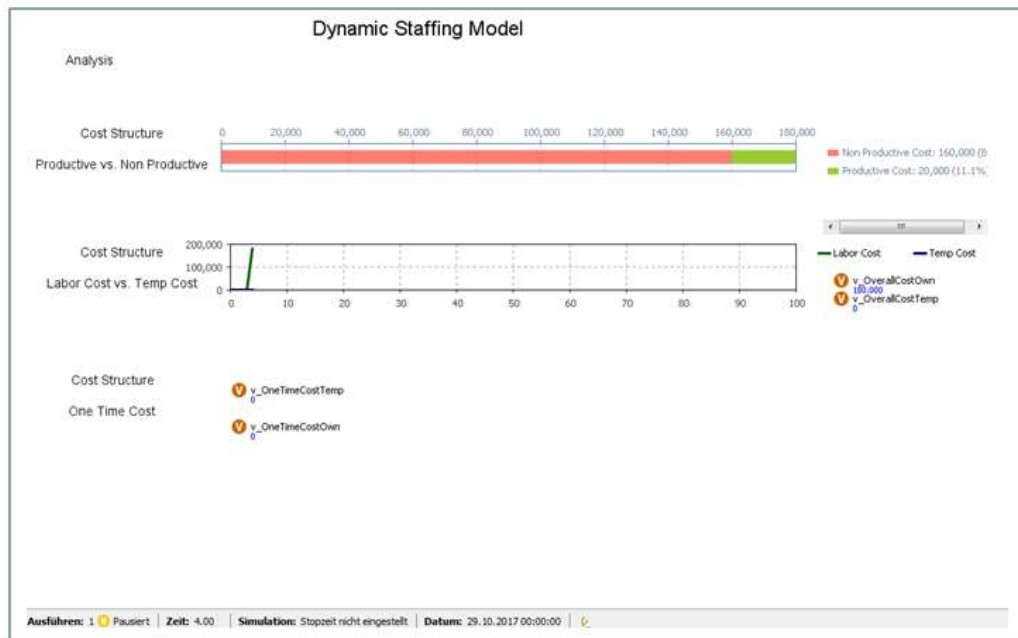 Dynamic Staffing Model
Analysis
Cost Structure
0 20,000 40,000 60,000 80,000 100,000 120,000 140,000 160,000 180,000
Productive vs. Non Productive
Non Productive Cost: 160,000 (8
Productive Cost: 20,000 (11.1%
Cost Structure
Labor Cost vs. Temp Cost
200,000
100,000
0
0 10 20 30 40 50 60 70 80 90 100
Labor Cost Temp Cost
v_OverallCostOwn
180,000
v_OverallCostTemp
0
Cost Structure
One Time Cost
v_OneTimeCostTemp
0
v_OneTimeCostOwn
0
Ausführen: 1 Pausiert Zeit: 4.00 Simulation: Stopzeit nicht eingestellt Datum: 29.10.2017 00:00:00